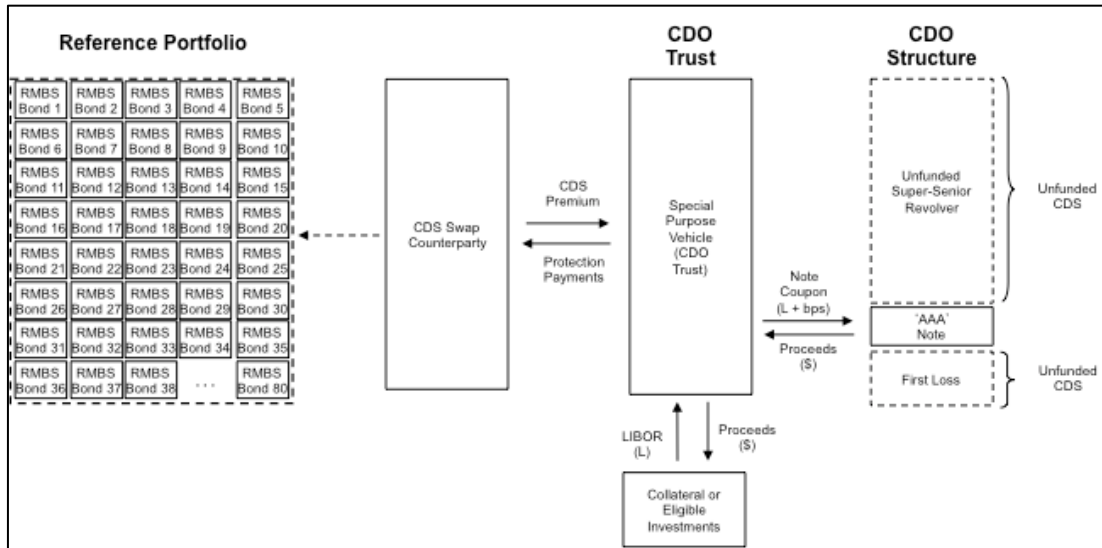 Reference Portfolio
CDO
Trust
CDO
Structure
RMBS
Bond 1
RMBS
Bond 2
RMBS
Bond 3
RMBS
Bond 4
RMBS
Bond 5
RMBS
Bond 6
RMBS
Bond 7
RMBS
Bond 8
RMBS
Bond 9
RMBS
Bond 10
RMBS
Bond 11
RMBS
Bond 12
RMBS
Bond 13
RMBS
Bond 14
RMBS
Bond 15
RMBS
Bond 16
RMBS
Bond 17
RMBS
Bond 18
RMBS
Bond 19
RMBS
Bond 20
RMBS
Bond 21
RMBS
Bond 22
RMBS
Bond 23
RMBS
Bond 24
RMBS
Bond 25
RMBS
Bond 26
RMBS
Bond 27
RMBS
Bond 28
RMBS
Bond 29
RMBS
Bond 30
RMBS
Bond 31
RMBS
Bond 32
RMBS
Bond 33
RMBS
Bond 34
RMBS
Bond 35
RMBS
Bond 36
RMBS
Bond 37
RMBS
Bond 38
. . .
RMBS
Bond 80
CDS Swap
Counterparty
CDS
Premium
Protection
Payments
Special
Purpose
Vehicle
(CDO
Trust)
Note
Coupon
(L + bps)
Proceeds
($)
Unfunded
Super-Senior
Revolver
Unfunded
CDS
'AAA'
Note
First Loss
Unfunded
CDS
LIBOR
(L)
Proceeds
($)
Collateral or
Eligible
Investments